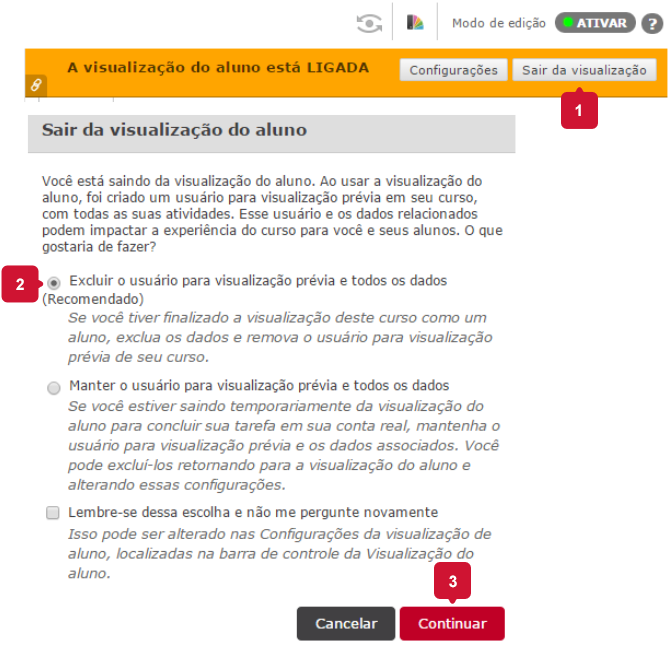 Modo de edição ATIVAR ?
A visualização do aluno está LIGADA Configurações Sair da visualização
1
Sair da visualização do aluno
Você está saindo da visualização do aluno. Ao usar a visualização do
aluno, foi criado um usuário para visualização prévia em seu curso,
com todas as suas atividades. Esse usuário e os dados relacionados
podem impactar a experiência do curso para você e seus alunos. O que
gostaria de fazer?
2 Excluir o usuário para visualização prévia e todos os dados
(Recomendado)
Se você tiver finalizado a visualização deste curso como um
aluno, exclua os dados e remova o usuário para visualização
prévia de seu curso.
Manter o usuário para visualização prévia e todos os dados
Se você estiver saindo temporariamente da visualização do
aluno para concluir sua tarefa em sua conta real, mantenha o
usuário para visualização prévia e os dados associados. Você
pode excluí-los retornando para a visualização do aluno e
alterando essas configurações.
Lembre-se dessa escolha e não me pergunte novamente
Isso pode ser alterado nas Configurações da visualização de
aluno, localizadas na barra de controle da Visualização do
aluno.
3
Cancelar Continuar